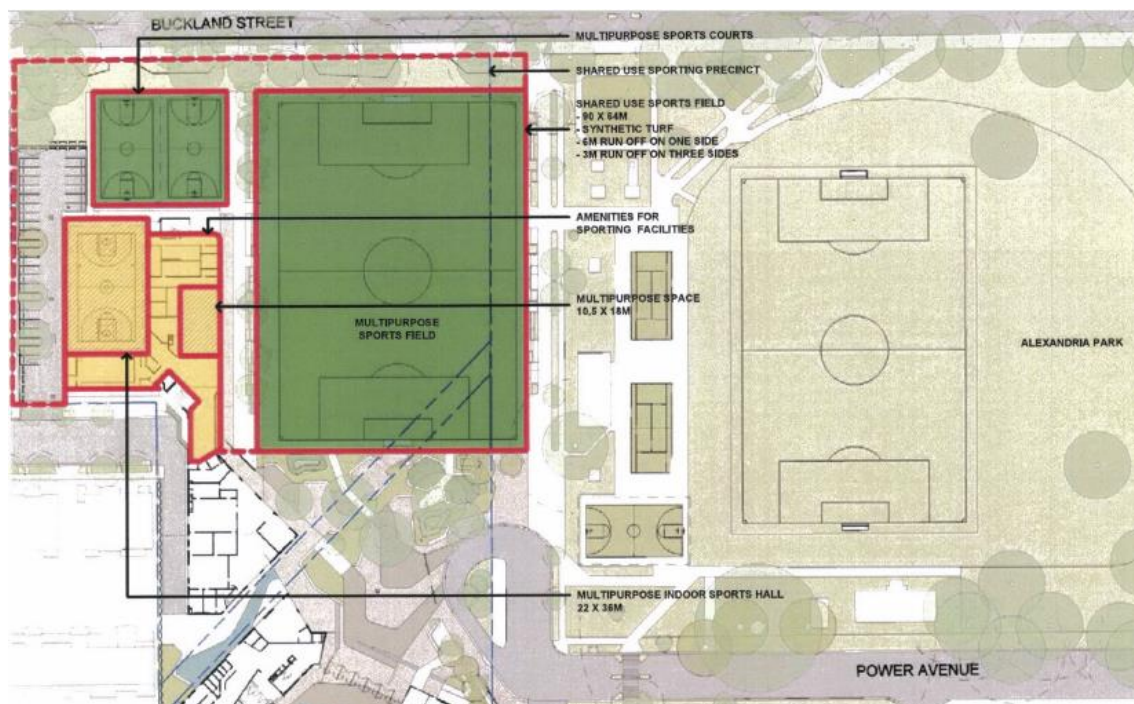 BUCKLAND STREET
MULTIPURPOSE SPORTS COURTS
SHARED USE SPORTING PRECINCT
SHARED USE SPORTS FIELD
- 90 X 64M
- SYNTHETIC TURF
- 6M RUN OFF ON ONE SIDE
- 3M RUN OFF ON THREE SIDES
AMENITIES FOR
SPORTING FACILITIES
MULTIPURPOSE SPACE
10,5 X 18M
MULTIPURPOSE
SPORTS FIELD
ALEXANDRIA PARK
MULTIPURPOSE INDOOR SPORTS HALL
22 X 36M
POWER AVENUE